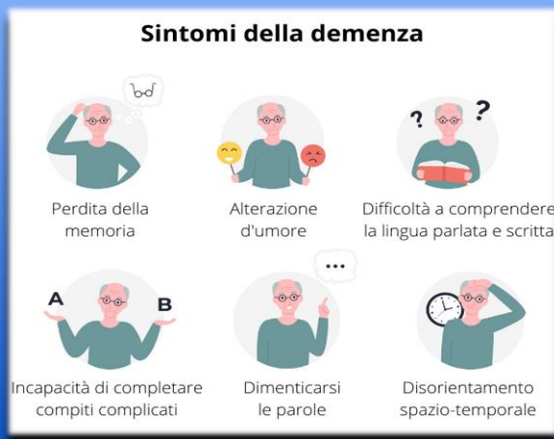 Sintomi della demenza
Perdita della
memoria
Alterazione
d'umore
Difficoltà a comprendere
la lingua parlata e scritta
? ?
A B
...
Incapacità di completare
compiti complicati
Dimenticarsi
le parole
Disorientamento
spazio-temporale